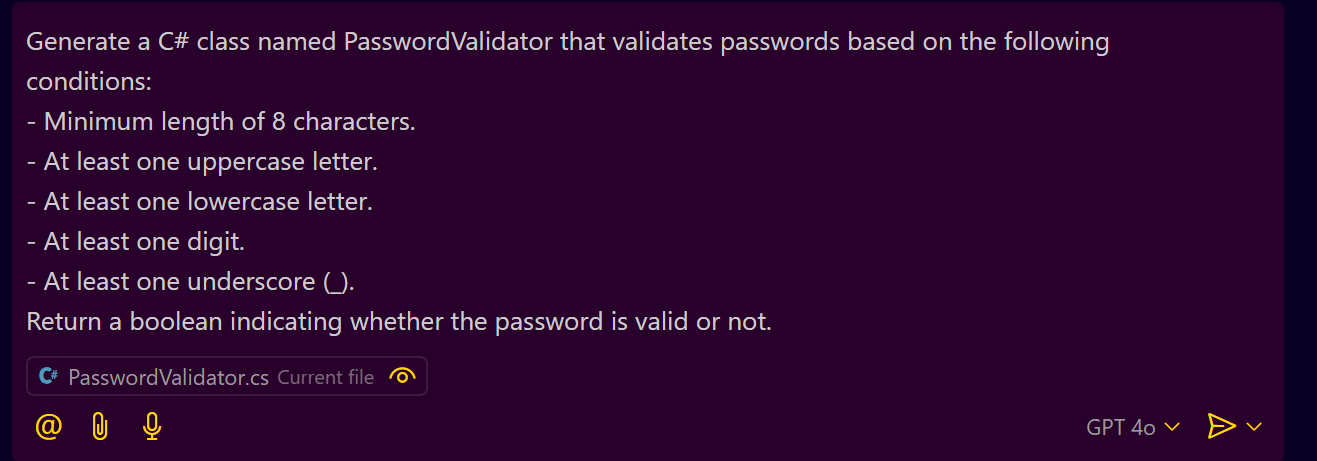 Generate a C# class named PasswordValidator that validates passwords based on the following
conditions:
- Minimum length of 8 characters.
- At least one uppercase letter.
- At least one lowercase letter.
- At least one digit.
- At least one underscore (_).
Return a boolean indicating whether the password is valid or not.
C# PasswordValidator.cs Current file
@ GPT 4o